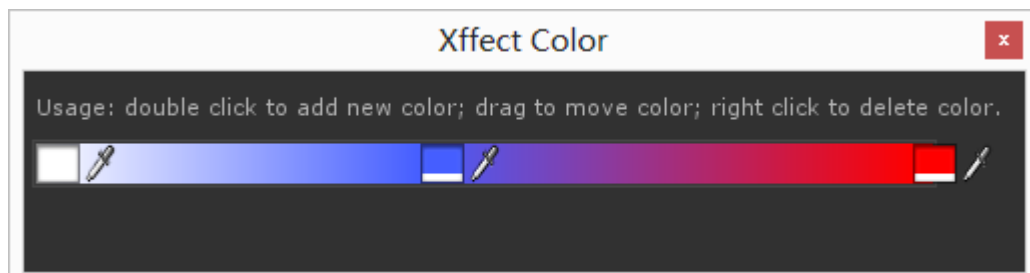 Xffect Color
x
Usage: double click to add new color; drag to move color; right click to delete color.